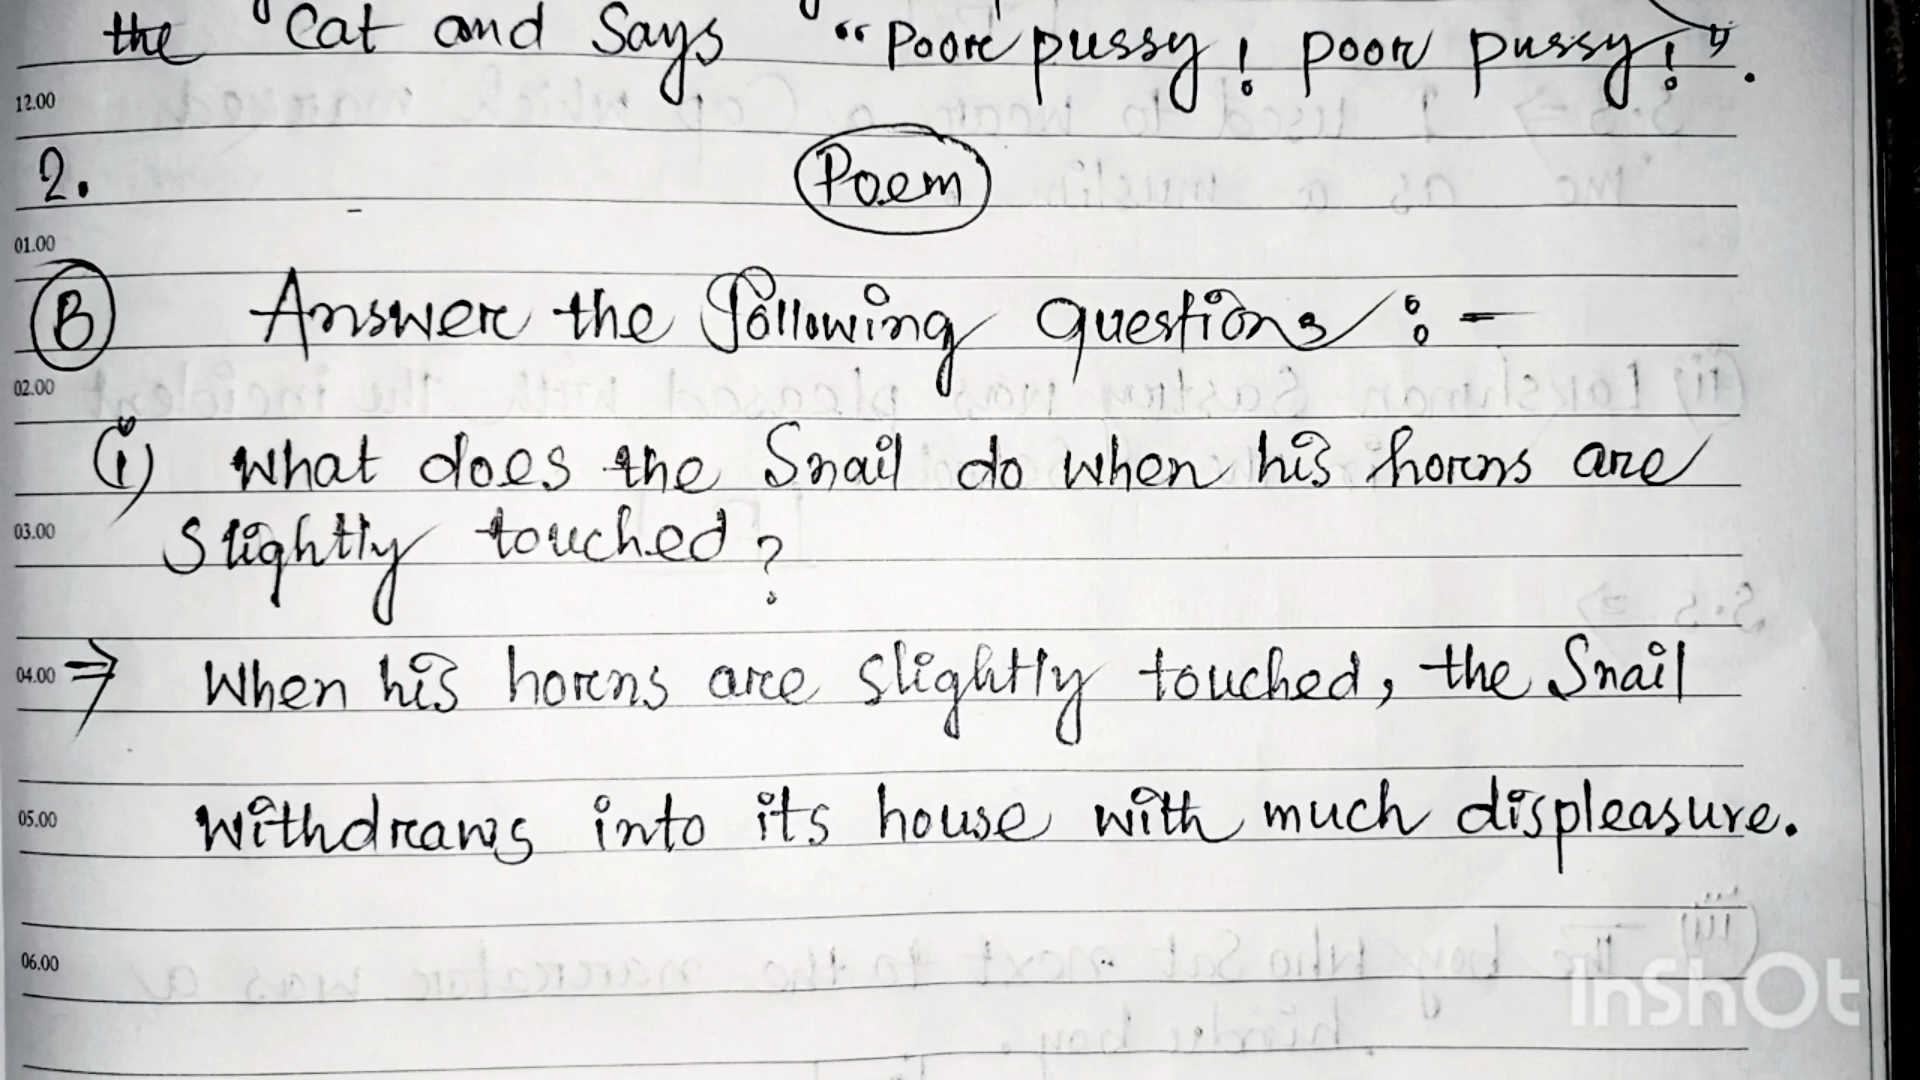 the Cat and Says "Poor pussy! poor pussy!".
12.00
2. Poem
01.00
B Answer the Following questions :-
02.00
(i) What does the Snail do when his horns are
03.00 slightly touched?
04.00 ⇒ When his horns are slightly touched, the Snail
05.00 withdraws into its house with much displeasure.
06.00
InShOt